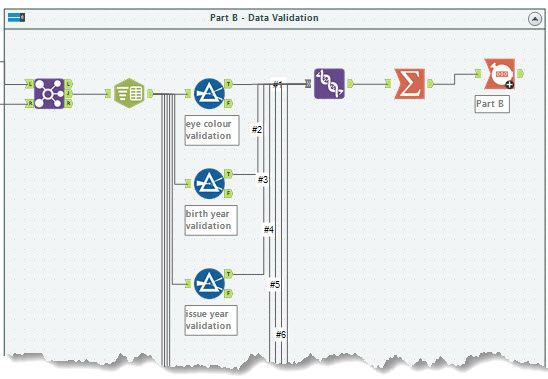 Part B - Data Validation
L
R
L
J
R
T
F
#1
eye colour
validation
#2
Part B
#3
T
F
birth year
validation
#4
T
F
#5
issue year
validation
#6